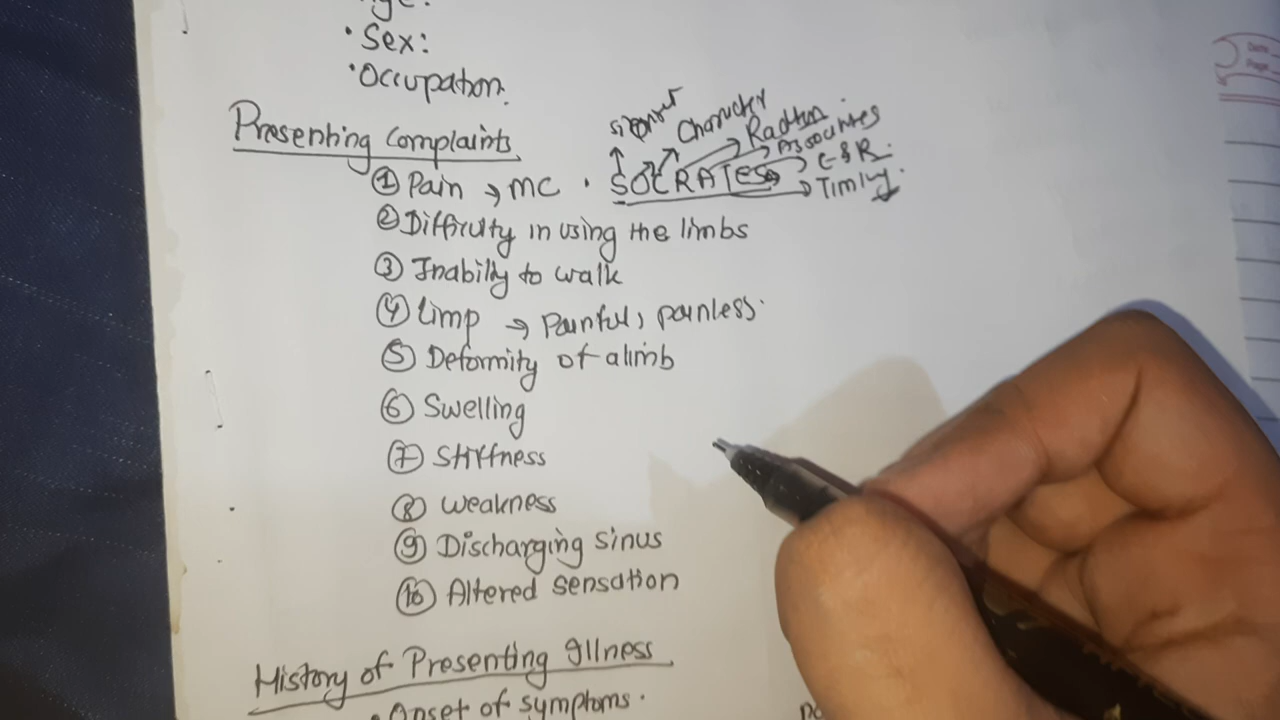 • Sex:
• Occupation.
Presenting Complaints
Character
Associates
E & R.
① Pain → MC • SOCRATES
Timing.
② Difficulty in using the limbs
③ Inability to walk
④ Limp → Painful, painless.
⑤ Deformity of a limb
⑥ Swelling
⑦ Stiffness
⑧ Weakness
⑨ Discharging sinus
⑩ Altered sensation
History of Presenting Illness
• Onset of symptoms.